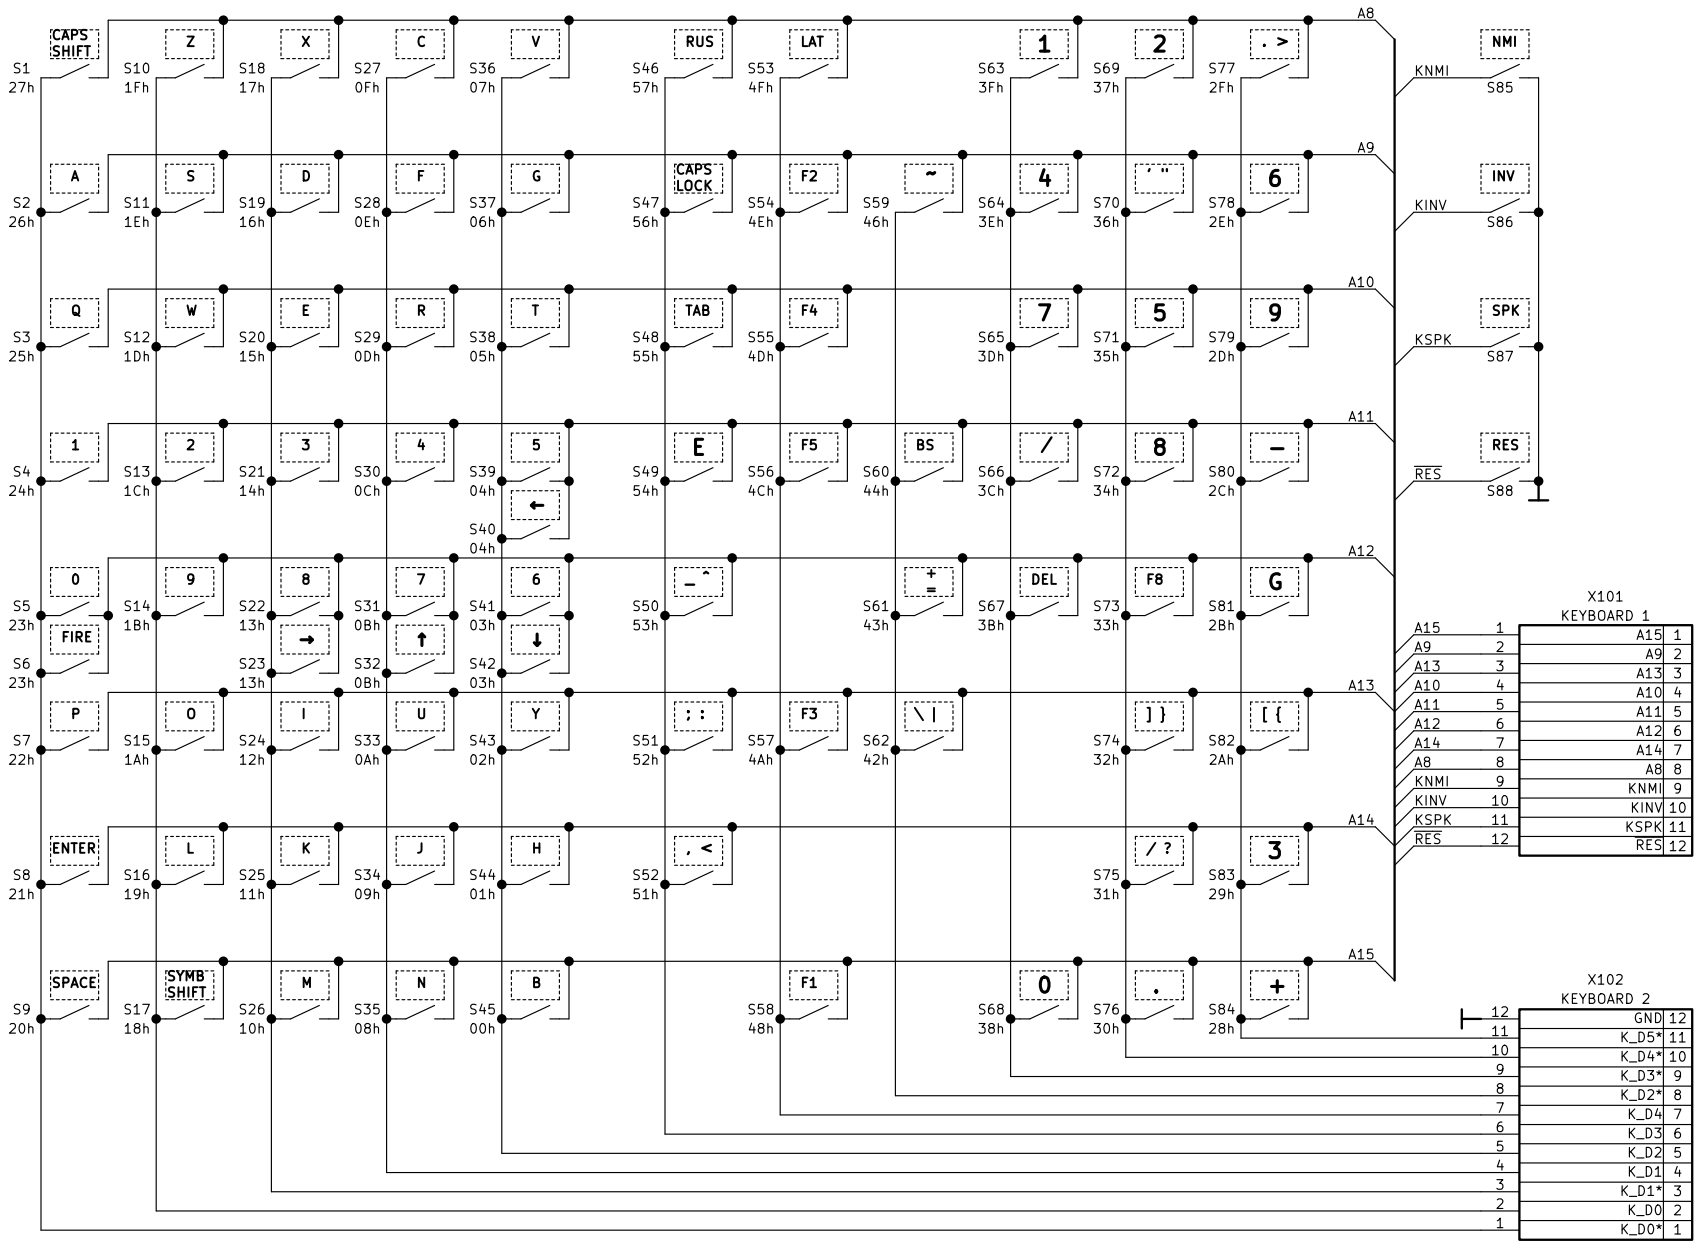 A8
CAPS SHIFT Z X C V RUS LAT 1 2 . > NMI
S1 S10 S18 S27 S36 S46 S53 S63 S69 S77 KNMI
27h 1Fh 17h 0Fh 07h 57h 4Fh 3Fh 37h 2Fh S85
A9
A S D F G CAPS LOCK F2 ~ 4 ' " 6 INV
S2 S11 S19 S28 S37 S47 S54 S59 S64 S70 S78 KINV
26h 1Eh 16h 0Eh 06h 56h 4Eh 46h 3Eh 36h 2Eh S86
A10
Q W E R T TAB F4 7 5 9 SPK
S3 S12 S20 S29 S38 S48 S55 S65 S71 S79 KSPK
25h 1Dh 15h 0Dh 05h 55h 4Dh 3Dh 35h 2Dh S87
A11
1 2 3 4 5 E F5 BS / 8 - RES
S4 S13 S21 S30 S39 S49 S56 S60 S66 S72 S80 RES
24h 1Ch 14h 0Ch 04h 54h 4Ch 44h 3Ch 34h 2Ch S88
←
S40
04h
A12
0 9 8 7 6 _ ^ + = DEL F8 G
S5 S14 S22 S31 S41 S50 S61 S67 S73 S81
23h 1Bh 13h 0Bh 03h 53h 43h 3Bh 33h 2Bh
FIRE → ↑ ↓
S6 S23 S32 S42
23h 13h 0Bh 03h
A13
P O I U Y ; : F3 \ | ] } [ {
S7 S15 S24 S33 S43 S51 S57 S62 S74 S82
22h 1Ah 12h 0Ah 02h 52h 4Ah 42h 32h 2Ah
A14
ENTER L K J H , < / ? 3
S8 S16 S25 S34 S44 S52 S75 S83
21h 19h 11h 09h 01h 51h 31h 29h
A15
SPACE SYMB SHIFT M N B F1 0 . +
S9 S17 S26 S35 S45 S58 S68 S76 S84
20h 18h 10h 08h 00h 48h 38h 30h 28h
X101
KEYBOARD 1
A15 1 A15 1
A9 2 A9 2
A13 3 A13 3
A10 4 A10 4
A11 5 A11 5
A12 6 A12 6
A14 7 A14 7
A8 8 A8 8
KNMI 9 KNMI 9
KINV 10 KINV 10
KSPK 11 KSPK 11
RES 12 RES 12
X102
KEYBOARD 2
12 GND 12
11 K_D5* 11
10 K_D4* 10
9 K_D3* 9
8 K_D2* 8
7 K_D4 7
6 K_D3 6
5 K_D2 5
4 K_D1 4
3 K_D1* 3
2 K_D0 2
1 K_D0* 1